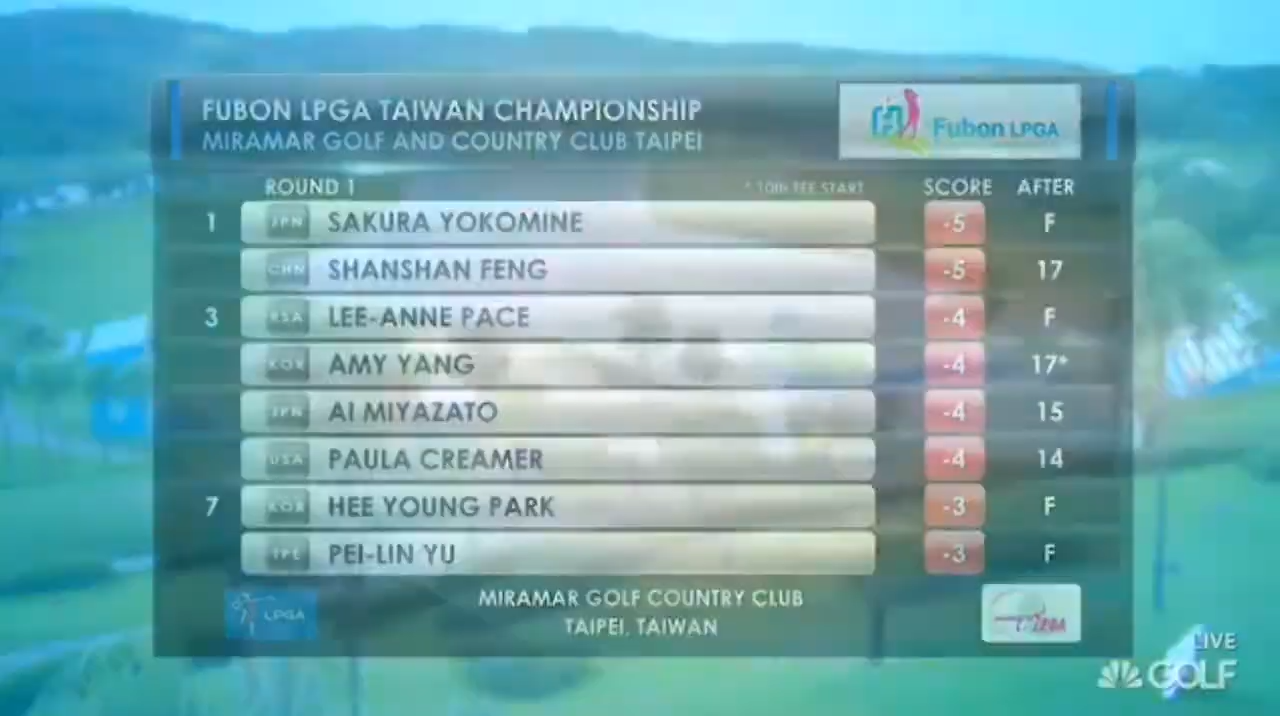 FUBON LPGA TAIWAN CHAMPIONSHIP
MIRAMAR GOLF AND COUNTRY CLUB TAIPEI
Fubon LPGA
ROUND 1 * 10th TEE START SCORE AFTER
1 JPN SAKURA YOKOMINE -5 F
CHN SHANSHAN FENG -5 17
3 RSA LEE-ANNE PACE -4 F
KOR AMY YANG -4 17*
JPN AI MIYAZATO -4 15
USA PAULA CREAMER -4 14
7 KOR HEE YOUNG PARK -3 F
TPE PEI-LIN YU -3 F
LPGA
MIRAMAR GOLF COUNTRY CLUB
TAIPEI, TAIWAN
LIVE
GOLF